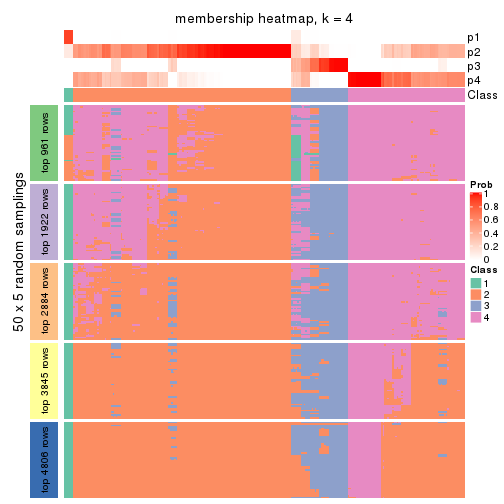 membership heatmap, k = 4
p1
p2
p3
p4
Class
50 x 5 random samplings
top 961 rows
top 1922 rows
top 2884 rows
top 3845 rows
top 4806 rows
Prob
1
0.8
0.6
0.4
0.2
0
Class
1
2
3
4